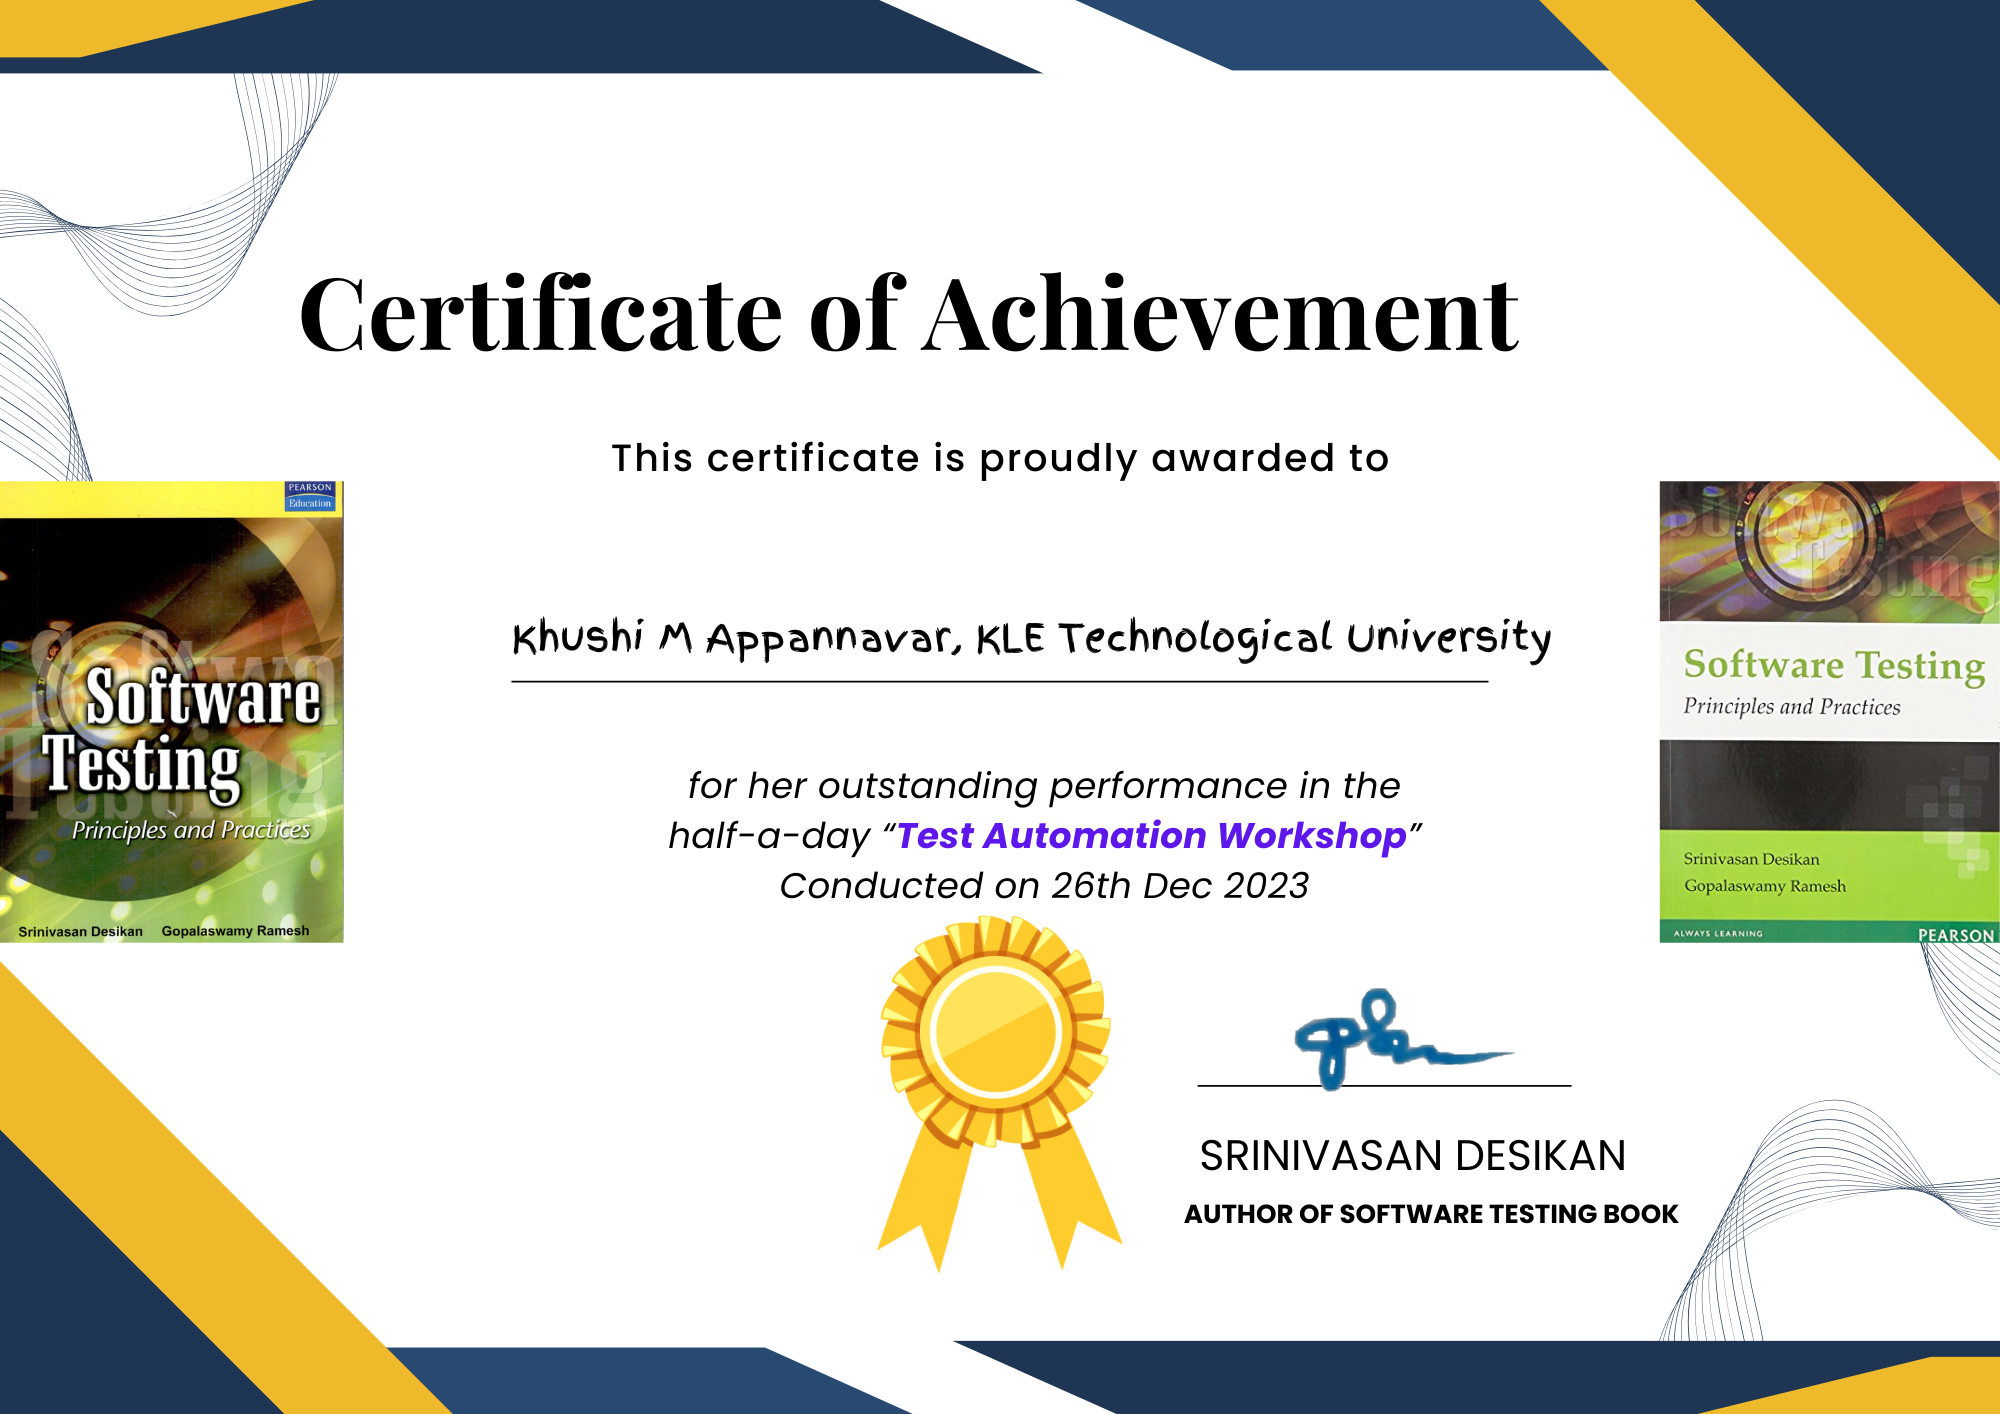 Certificate of Achievement
This certificate is proudly awarded to
Khushi M Appannavar, KLE Technological University
for her outstanding performance in the
half-a-day “Test Automation Workshop”
Conducted on 26th Dec 2023
SRINIVASAN DESIKAN
AUTHOR OF SOFTWARE TESTING BOOK
PEARSON
Education
Software
Testing
Principles and Practices
Srinivasan Desikan Gopalaswamy Ramesh
Software Testing
Principles and Practices
Srinivasan Desikan
Gopalaswamy Ramesh
ALWAYS LEARNING PEARSON